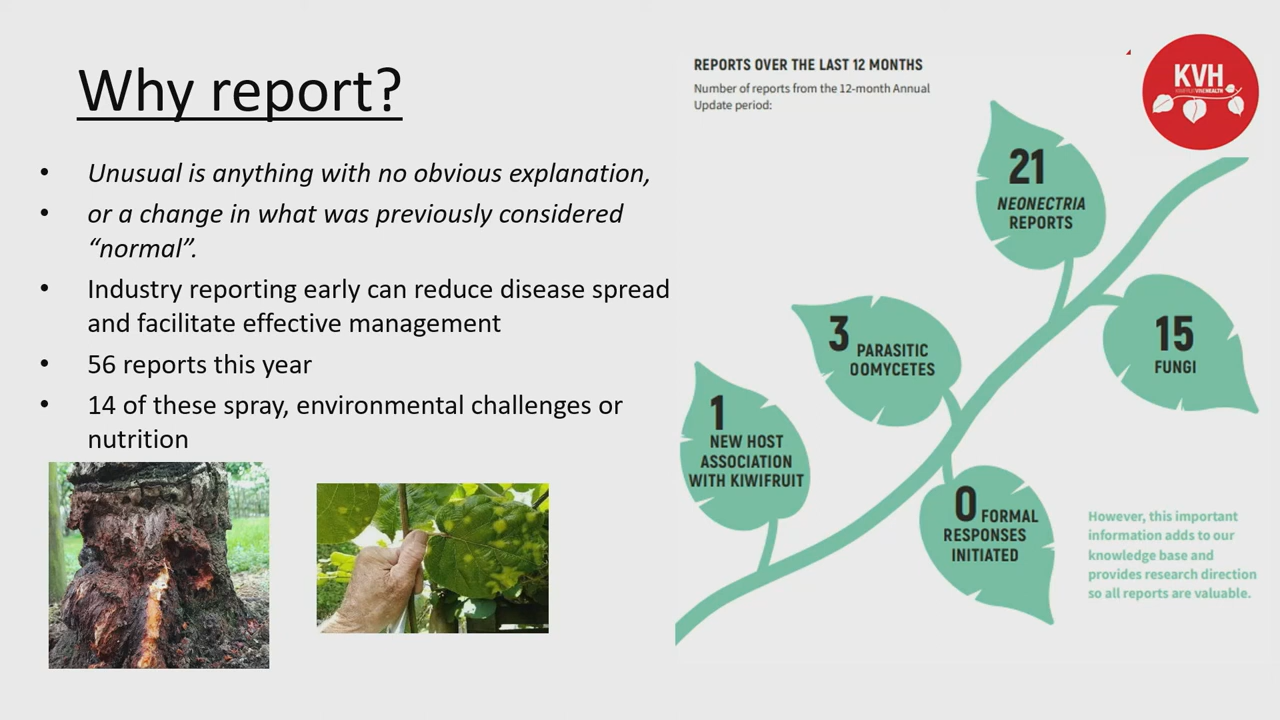 Why report?
• Unusual is anything with no obvious explanation,
• or a change in what was previously considered
“normal”.
• Industry reporting early can reduce disease spread
and facilitate effective management
• 56 reports this year
• 14 of these spray, environmental challenges or
nutrition
REPORTS OVER THE LAST 12 MONTHS
Number of reports from the 12-month Annual
Update period:
KVH
21
NEONECTRIA
REPORTS
15
FUNGI
3 PARASITIC
OOMYCETES
1
NEW HOST
ASSOCIATION
WITH KIWIFRUIT
0 FORMAL
RESPONSES
INITIATED
However, this important
information adds to our
knowledge base and
provides research direction
so all reports are valuable.